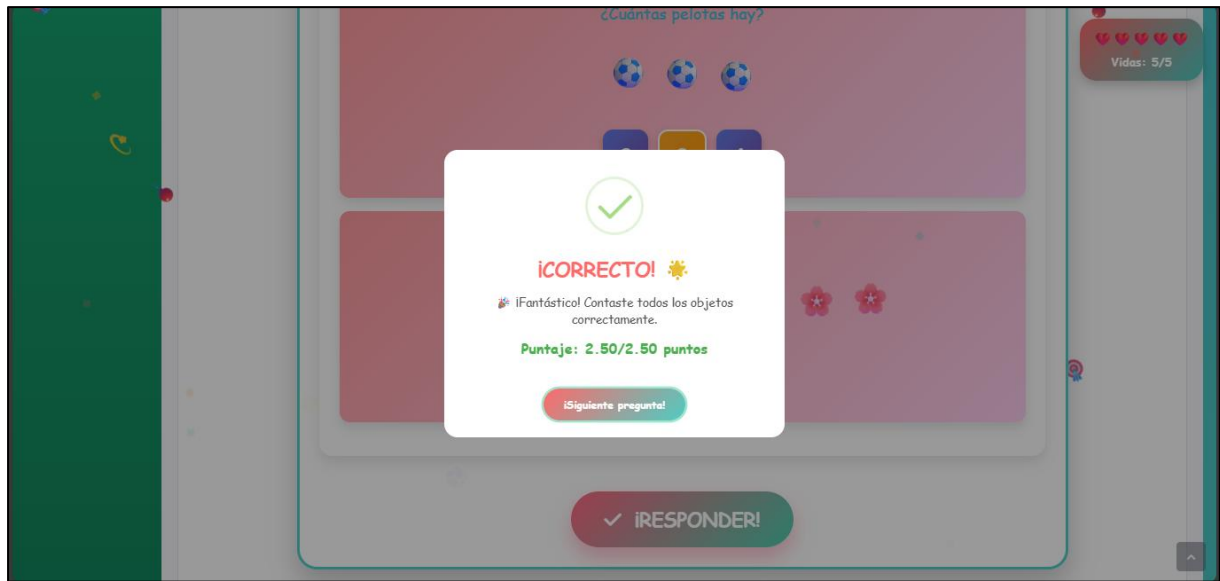 ¿Cuántas pelotas hay?
Vidas: 5/5
¡CORRECTO!
¡Fantástico! Contaste todos los objetos
correctamente.
Puntaje: 2.50/2.50 puntos
¡Siguiente pregunta!
¡RESPONDER!